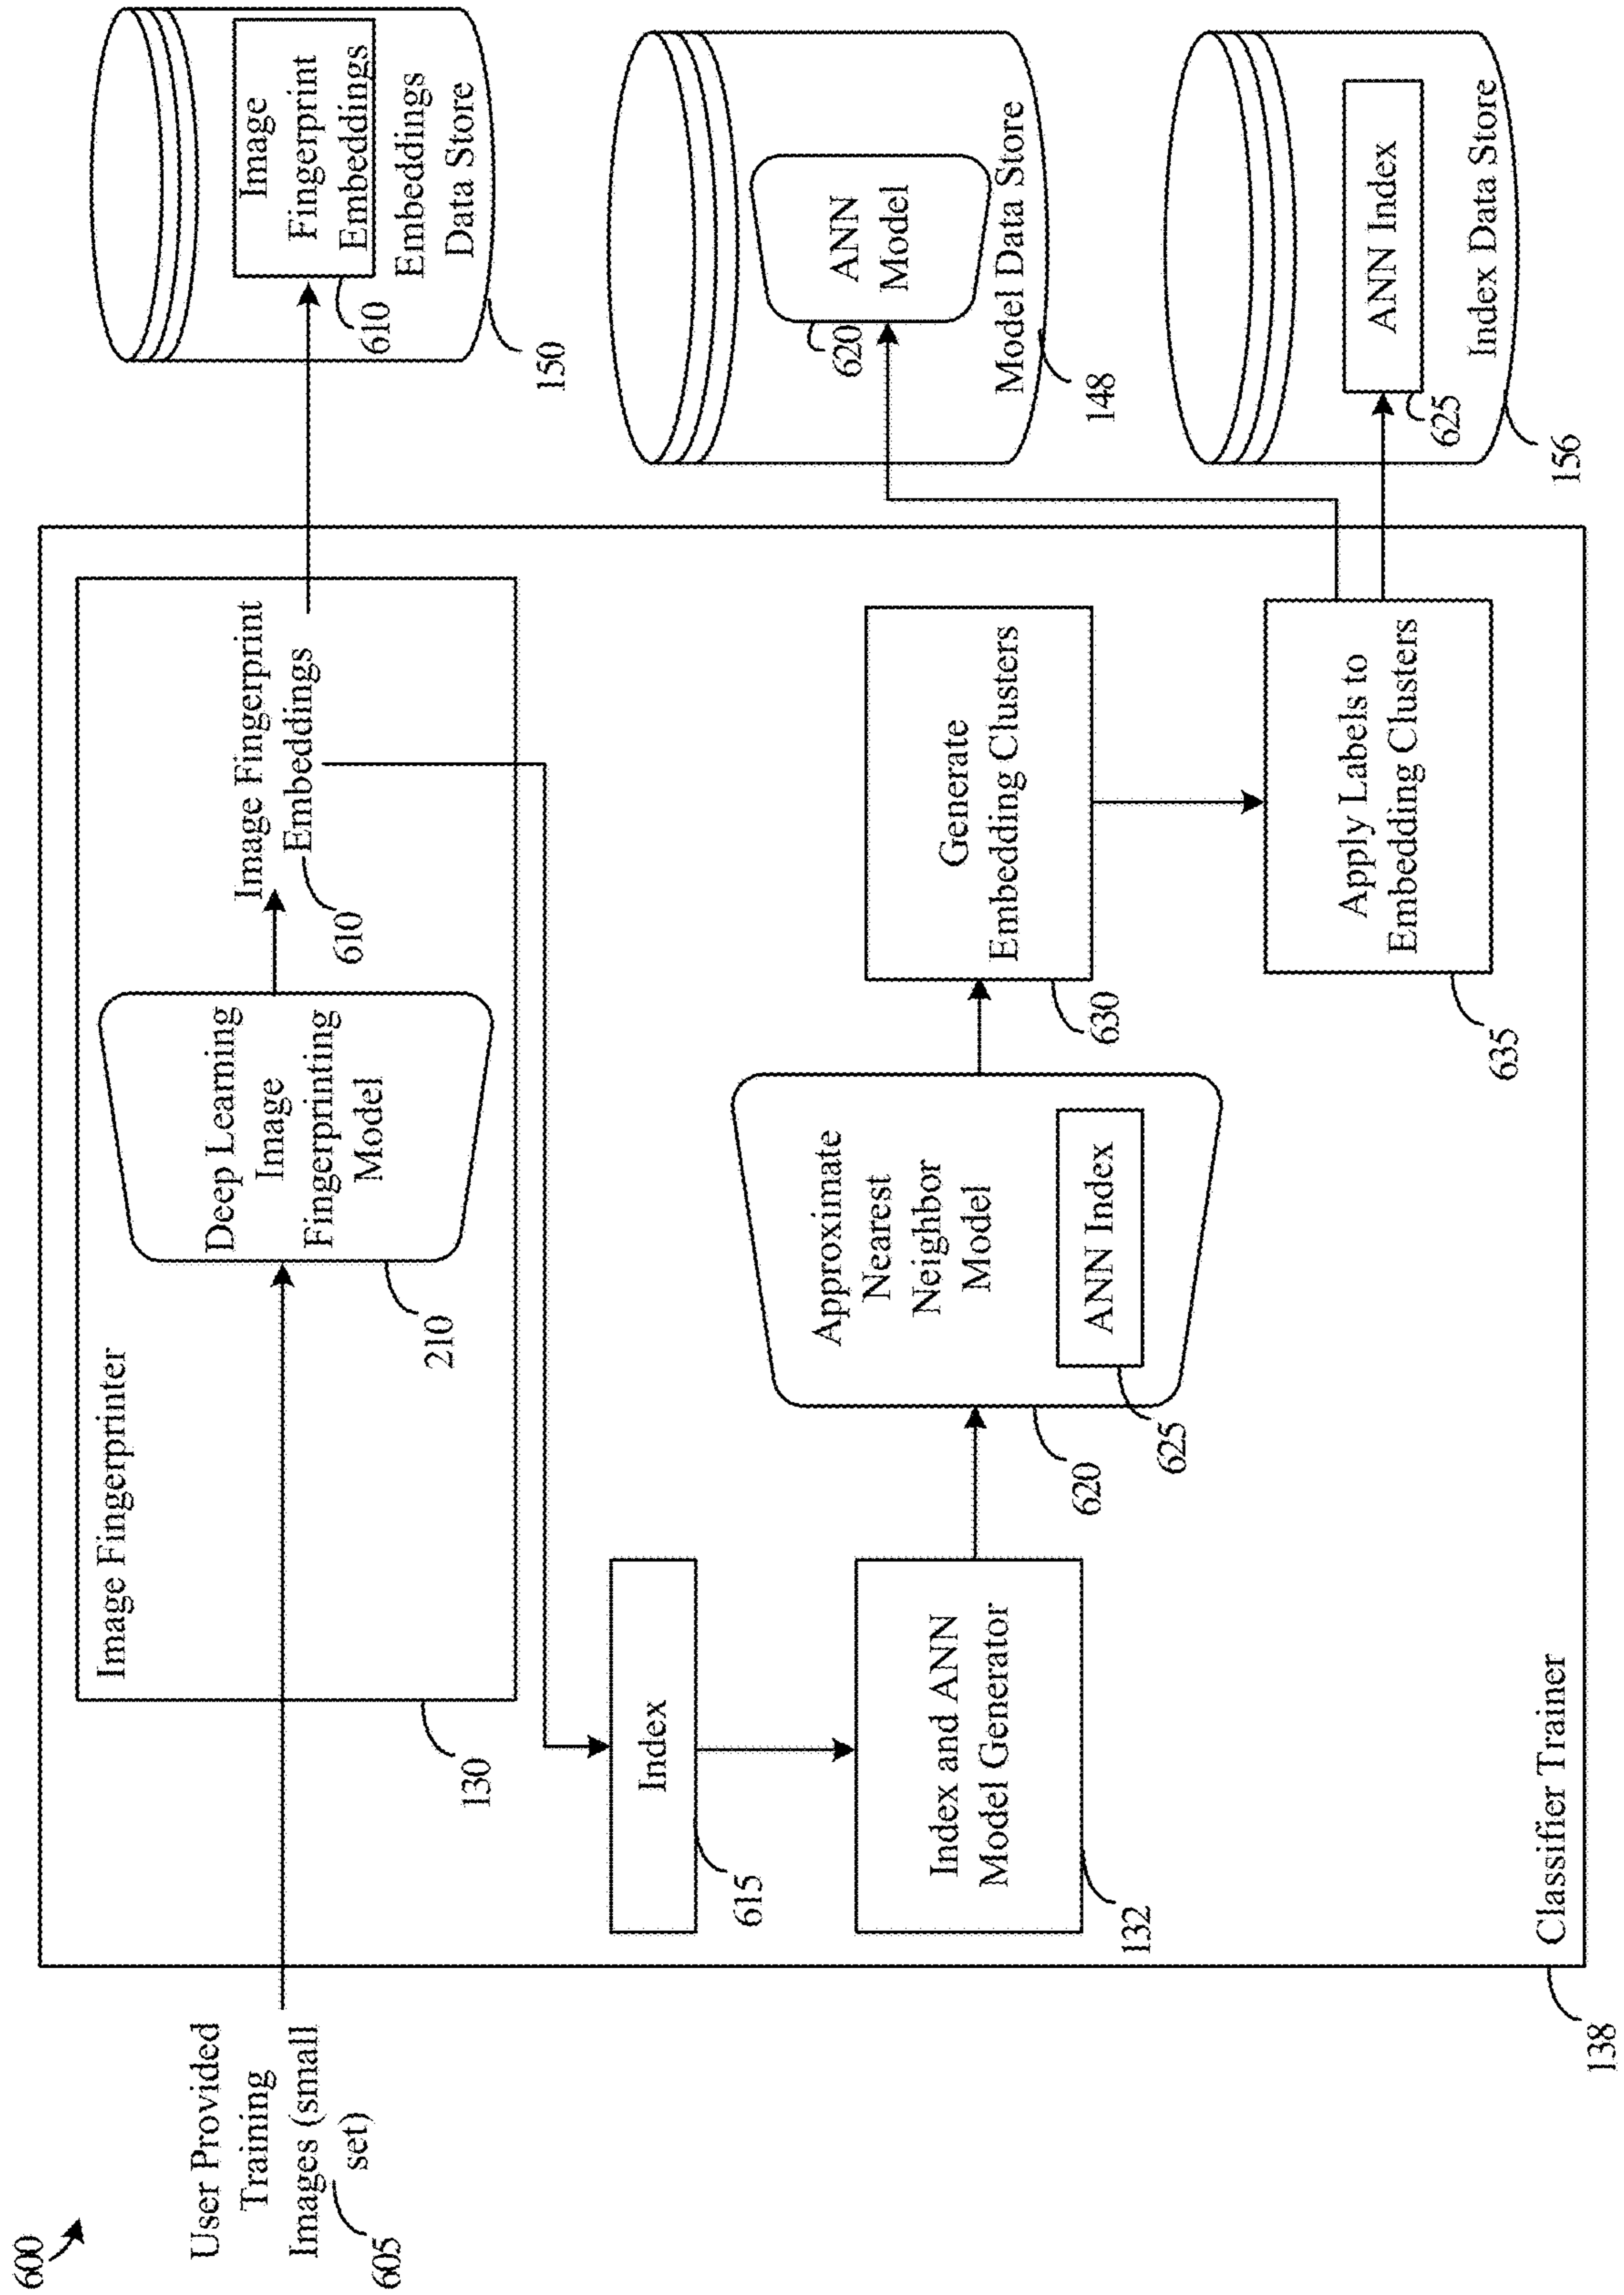 600
User Provided
Training
Images (small
set)
605
Image Fingerprinter
130
Deep Learning
Image
Fingerprinting
Model
210
Image Fingerprint
Embeddings
610
Image
Fingerprint
Embeddings
610
Embeddings
Data Store
150
Index
615
Index and ANN
Model Generator
132
Approximate
Nearest
Neighbor
Model
ANN Index
625
620
Generate
Embedding Clusters
630
Apply Labels to
Embedding Clusters
635
ANN
Model
620
Model Data Store
148
ANN Index
625
Index Data Store
156
Classifier Trainer
138